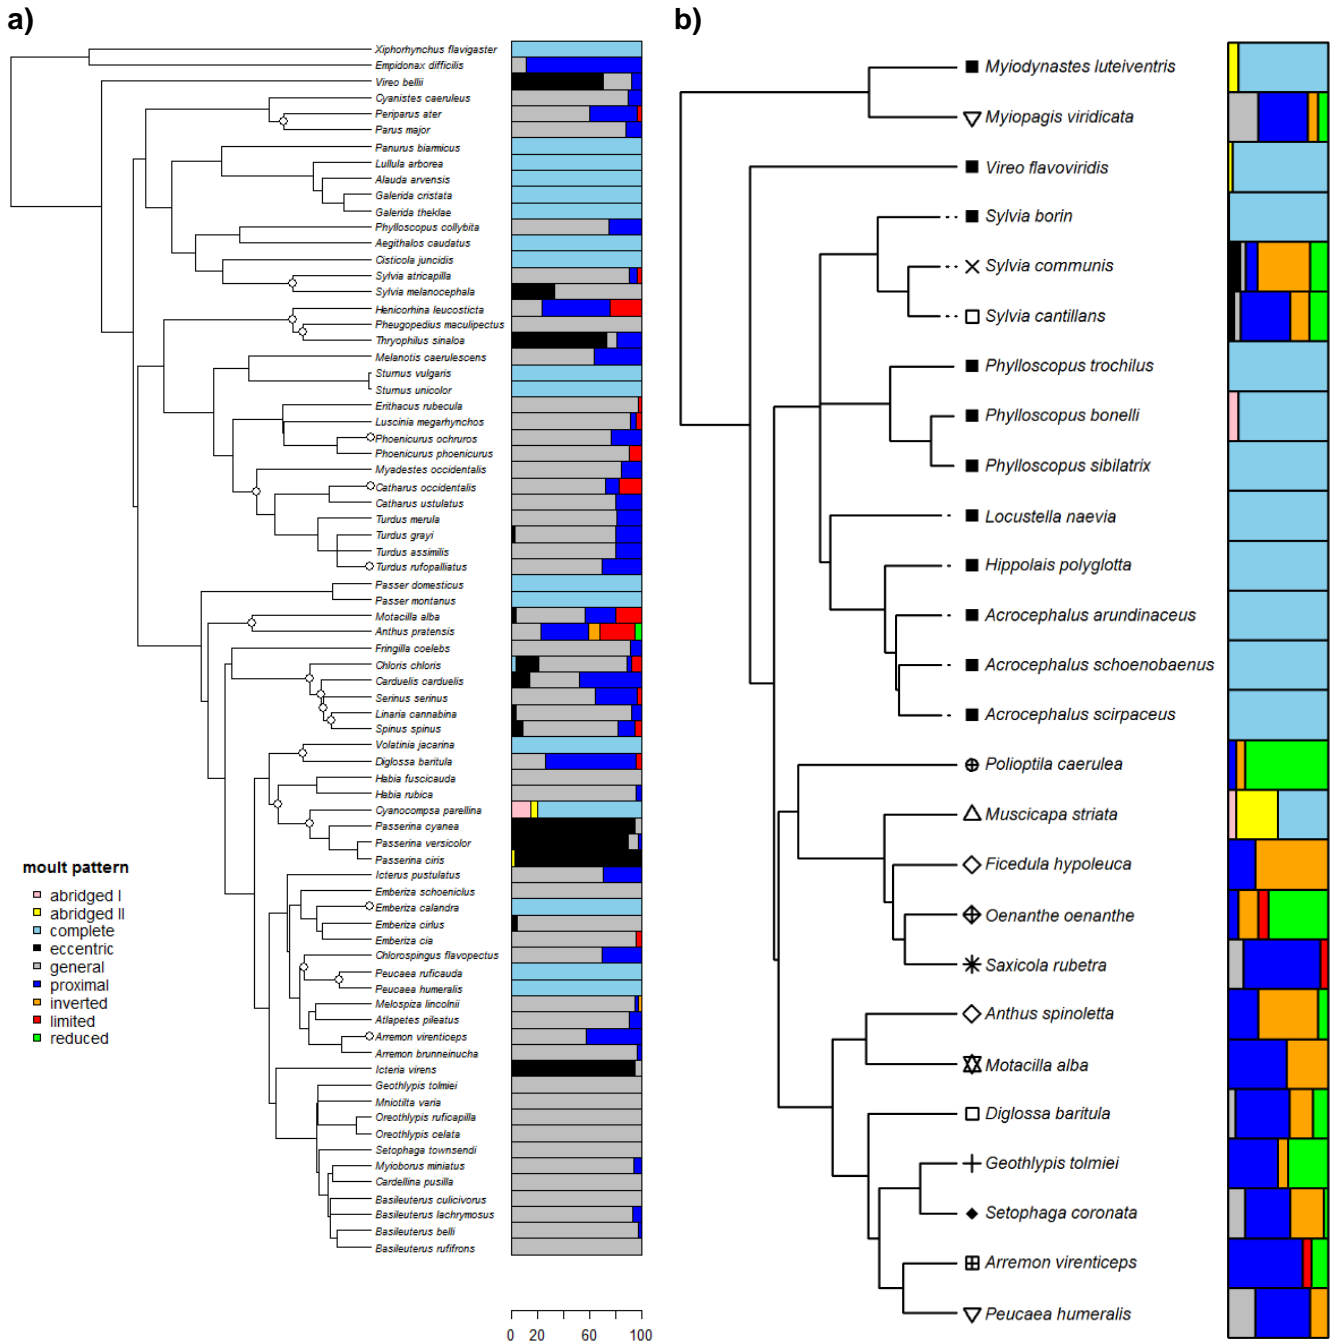 a)
Xiphorhynchus flavigaster
Empidonax difficilis
Vireo bellii
Cyanistes caeruleus
Periparus ater
Parus major
Panurus biarmicus
Lullula arborea
Alauda arvensis
Galerida cristata
Galerida theklae
Phylloscopus collybita
Aegithalos caudatus
Cisticola juncidis
Sylvia atricapilla
Sylvia melanocephala
Henicorhina leucosticta
Pheugopedius maculipectus
Thryophilus sinaloa
Melanotis caerulescens
Sturnus vulgaris
Sturnus unicolor
Erithacus rubecula
Luscinia megarhynchos
Phoenicurus ochruros
Phoenicurus phoenicurus
Myadestes occidentalis
Catharus occidentalis
Catharus ustulatus
Turdus merula
Turdus grayi
Turdus assimilis
Turdus rufopalliatus
Passer domesticus
Passer montanus
Motacilla alba
Anthus pratensis
Fringilla coelebs
Chloris chloris
Carduelis carduelis
Serinus serinus
Linaria cannabina
Spinus spinus
Volatinia jacarina
Diglossa baritula
Habia fuscicauda
Habia rubica
Cyanocompsa parellina
Passerina cyanea
Passerina versicolor
Passerina ciris
Icterus pustulatus
Emberiza schoeniclus
Emberiza calandra
Emberiza cirlus
Emberiza cia
Chlorospingus flavopectus
Peucaea ruficauda
Peucaea humeralis
Melospiza lincolnii
Atlapetes pileatus
Arremon virenticeps
Arremon brunneinucha
Icteria virens
Geothlypis tolmiei
Mniotilta varia
Oreothlypis ruficapilla
Oreothlypis celata
Setophaga townsendi
Myioborus miniatus
Cardellina pusilla
Basileuterus culicivorus
Basileuterus lachrymosus
Basileuterus belli
Basileuterus rufifrons
0 20 60 100
moult pattern
abridged I
abridged II
complete
eccentric
general
proximal
inverted
limited
reduced
b)
Myiodynastes luteiventris
Myiopagis viridicata
Vireo flavoviridis
Sylvia borin
Sylvia communis
Sylvia cantillans
Phylloscopus trochilus
Phylloscopus bonelli
Phylloscopus sibilatrix
Locustella naevia
Hippolais polyglotta
Acrocephalus arundinaceus
Acrocephalus schoenobaenus
Acrocephalus scirpaceus
Polioptila caerulea
Muscicapa striata
Ficedula hypoleuca
Oenanthe oenanthe
Saxicola rubetra
Anthus spinoletta
Motacilla alba
Diglossa baritula
Geothlypis tolmiei
Setophaga coronata
Arremon virenticeps
Peucaea humeralis